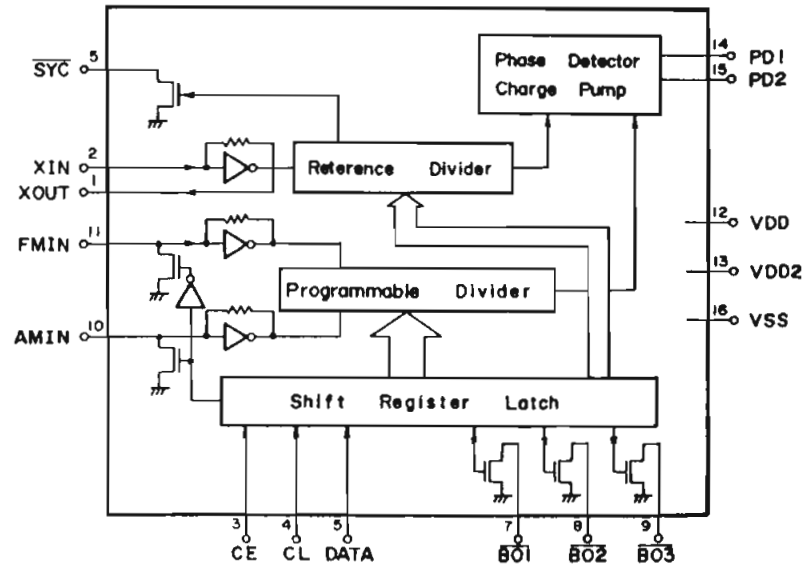 5
SYC
Phase Detector
Charge Pump
14
PD1
15
PD2
2
XIN
1
XOUT
Reterence Divider
11
FMIN
12
VDD
13
VDD2
Programmable Divider
10
AMIN
16
VSS
Shift Register Latch
3
4
5
7
8
9
CE
CL
DATA
BO1
BO2
BO3